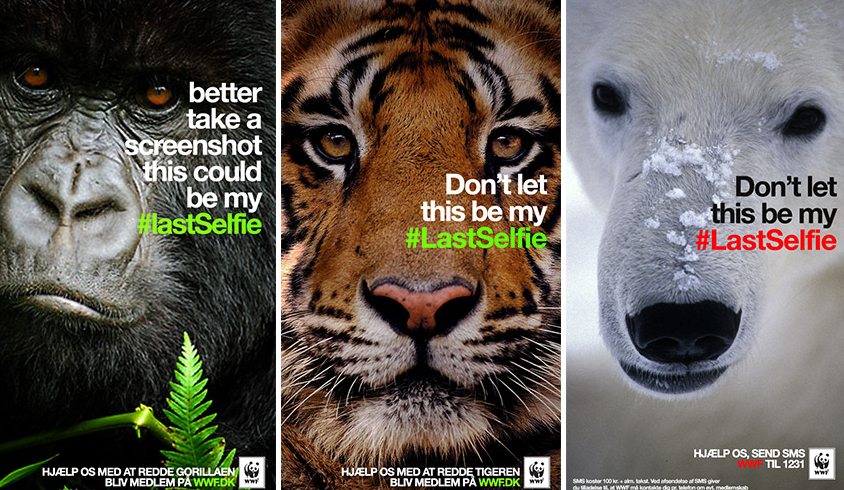 better
take a
screenshot
this could
be my
#lastSelfie
HJÆLP OS MED AT REDDE GORILLAEN
BLIV MEDLEM PÅ WWF.DK
WWF
Don't let
this be my
#LastSelfie
HJÆLP OS MED AT REDDE TIGEREN
BLIV MEDLEM PÅ WWF.DK
WWF
Don't let
this be my
#LastSelfie
HJÆLP OS, SEND SMS
WWF TIL 1231
WWF
SMS koster 100 kr. + alm. takst. Ved afsendelse af SMS giver
du tilladelse til, at WWF må kontakte dig pr. telefon om evt. medlemskab